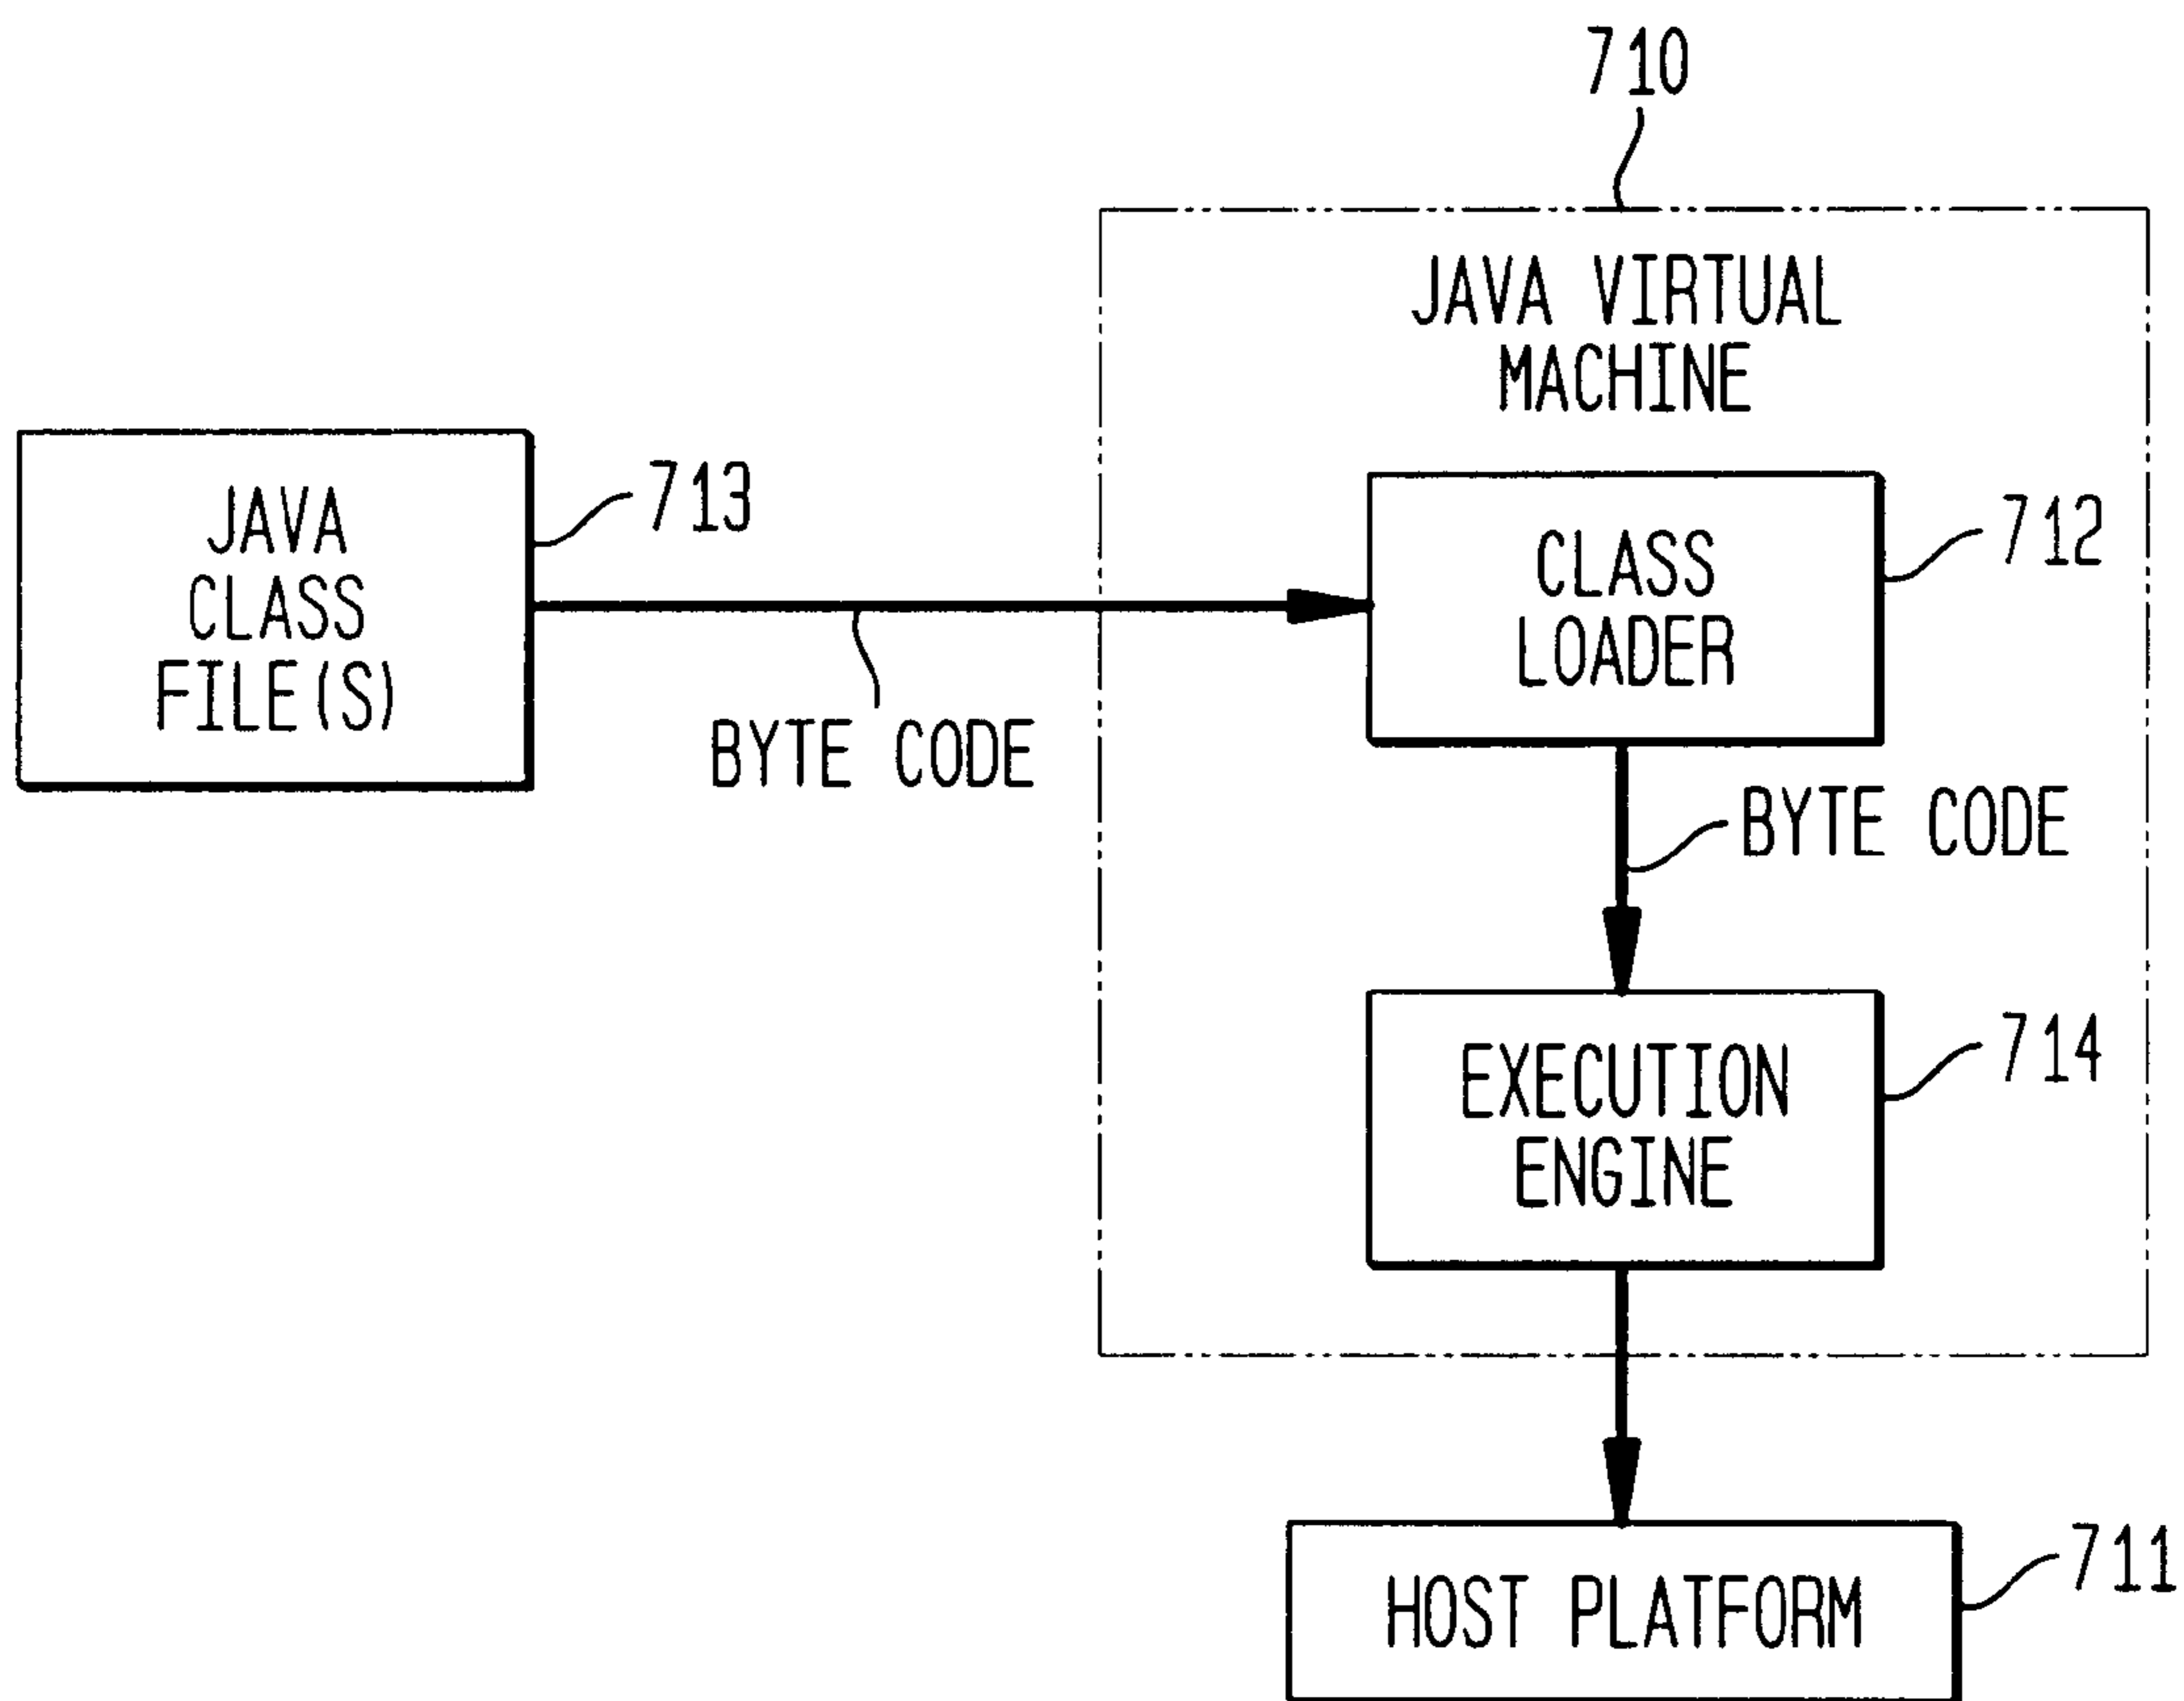 710
JAVA VIRTUAL
MACHINE
JAVA
CLASS
FILE(S)
713
BYTE CODE
CLASS
LOADER
712
BYTE CODE
EXECUTION
ENGINE
714
HOST PLATFORM
711